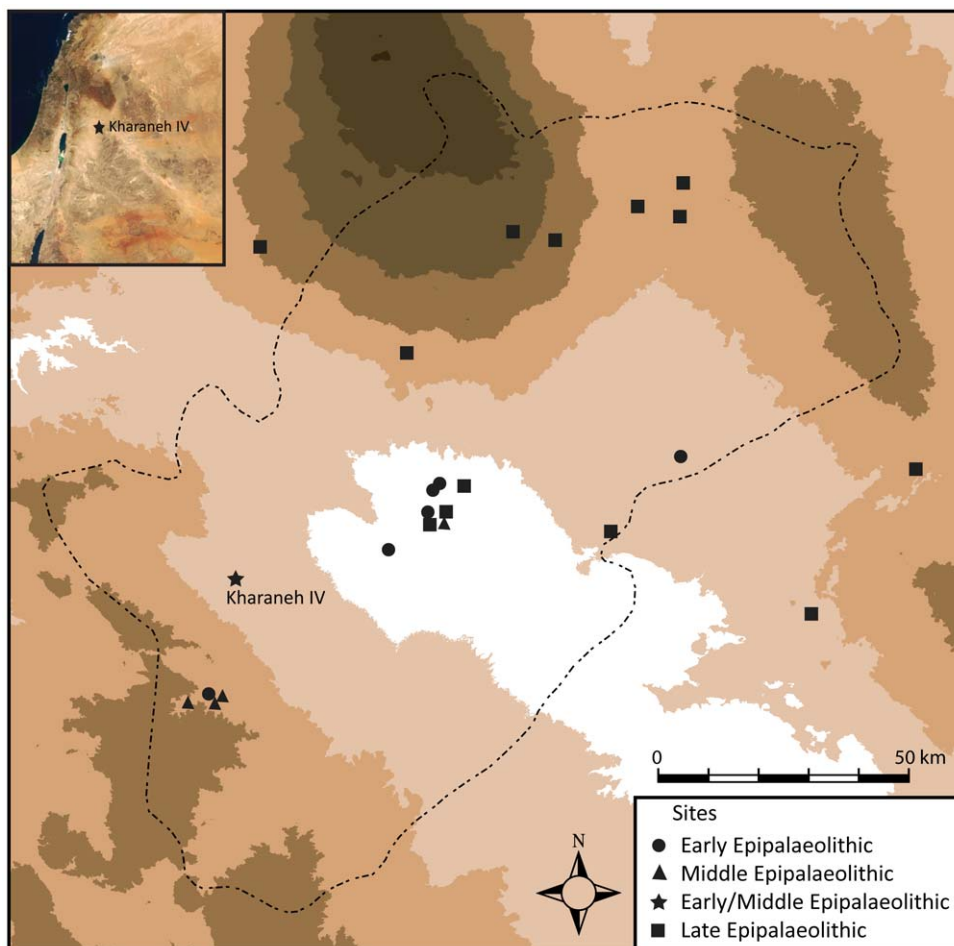 Kharaneh IV
Kharaneh IV
0 50 km
N
Sites
Early Epipalaeolithic
Middle Epipalaeolithic
Early/Middle Epipalaeolithic
Late Epipalaeolithic